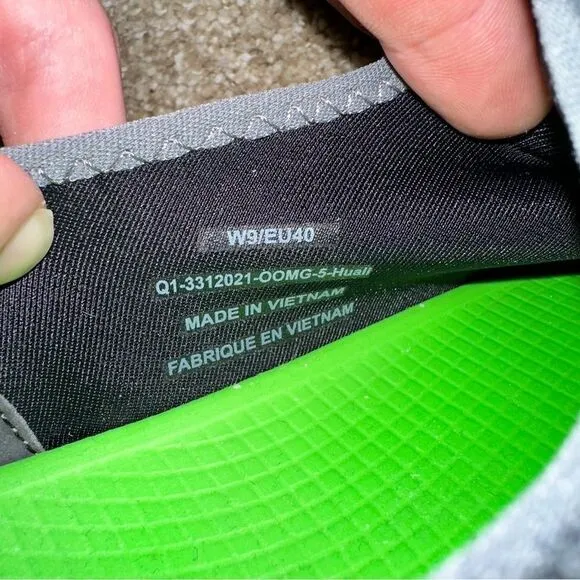 W9/EU40
Q1-3312021-OOMG-5-Huali
MADE IN VIETNAM
FABRIQUE EN VIETNAM